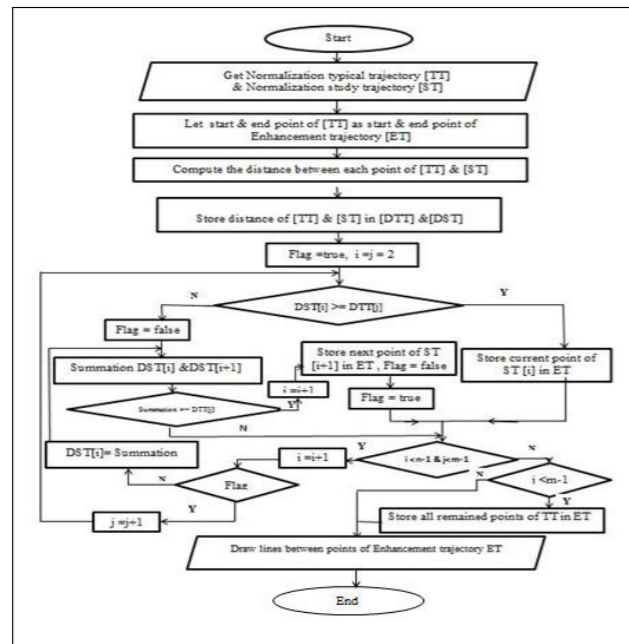 Start
Get Normalization typical trajectory [TT]
& Normalization study trajectory [ST]
Let start & end point of [TT] as start & end point of
Enhancement trajectory [ET]
Compute the distance between each point of [TT] & [ST]
Store distance of [TT] & [ST] in [DTT] &[DST]
Flag =true, i =j = 2
N
DST[i] >= DTT[j]
Y
Flag = false
Summation DST[i] &DST[i+1]
Store next point of ST
[i+1] in ET , Flag = false
Store current point of
ST [i] in ET
i =i+1
Summation >= DTT[j]
Y
Flag = true
N
DST[i]= Summation
i =i+1
Y
i <n-1 & j<m-1
N
N
Flag
N
j <m-1
Y
Y
j =j+1
Store all remained points of TT in ET
Draw lines between points of Enhancement trajectory ET
End